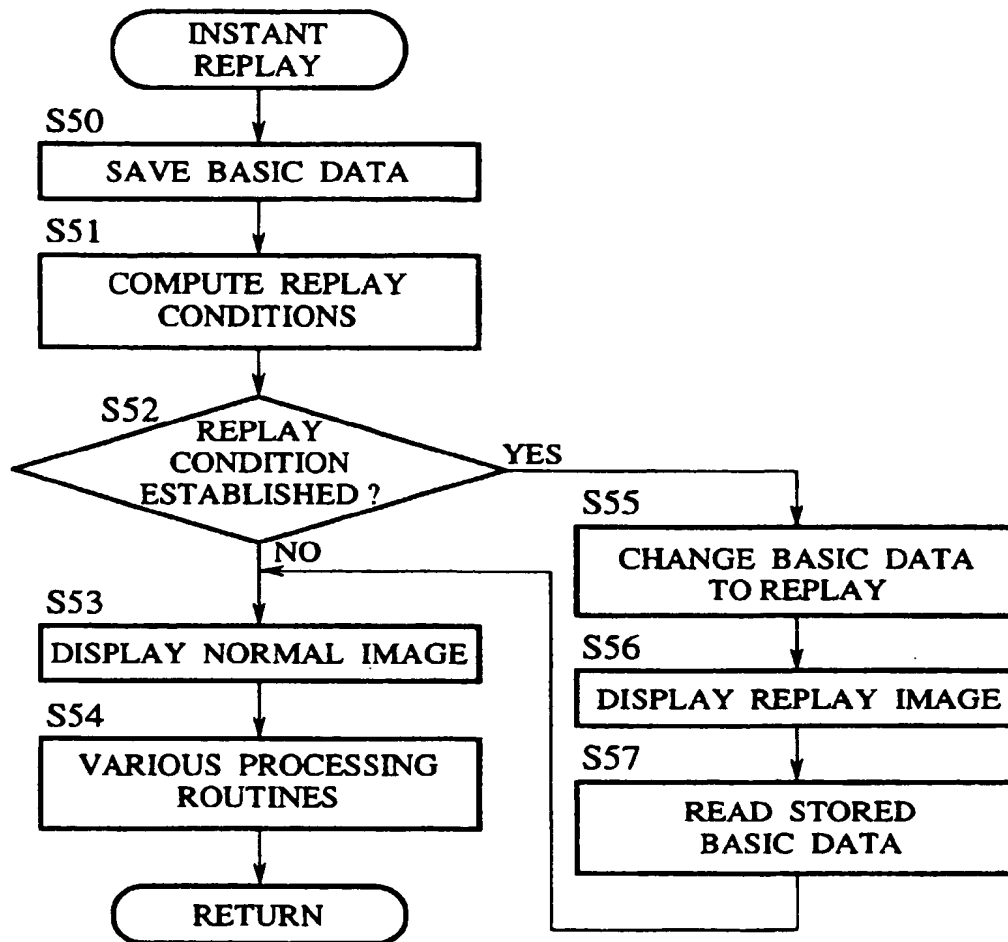 INSTANT
REPLAY
S50
SAVE BASIC DATA
S51
COMPUTE REPLAY
CONDITIONS
S52
REPLAY
CONDITION
ESTABLISHED ?
YES
NO
S53
DISPLAY NORMAL IMAGE
S54
VARIOUS PROCESSING
ROUTINES
RETURN
S55
CHANGE BASIC DATA
TO REPLAY
S56
DISPLAY REPLAY IMAGE
S57
READ STORED
BASIC DATA